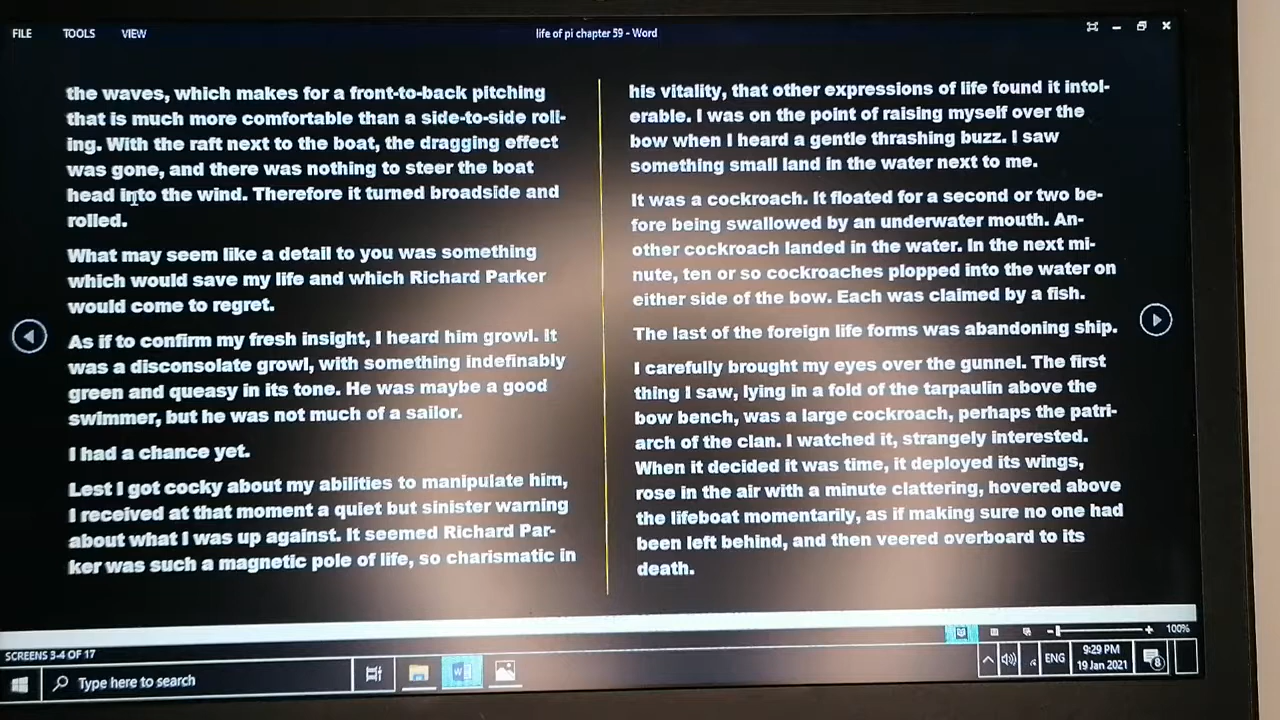 FILE TOOLS VIEW life of pi chapter 59 - Word
the waves, which makes for a front-to-back pitching
that is much more comfortable than a side-to-side roll-
ing. With the raft next to the boat, the dragging effect
was gone, and there was nothing to steer the boat
head into the wind. Therefore it turned broadside and
rolled.
What may seem like a detail to you was something
which would save my life and which Richard Parker
would come to regret.
As if to confirm my fresh insight, I heard him growl. It
was a disconsolate growl, with something indefinably
green and queasy in its tone. He was maybe a good
swimmer, but he was not much of a sailor.
I had a chance yet.
Lest I got cocky about my abilities to manipulate him,
I received at that moment a quiet but sinister warning
about what I was up against. It seemed Richard Par-
ker was such a magnetic pole of life, so charismatic in
his vitality, that other expressions of life found it intol-
erable. I was on the point of raising myself over the
bow when I heard a gentle thrashing buzz. I saw
something small land in the water next to me.
It was a cockroach. It floated for a second or two be-
fore being swallowed by an underwater mouth. An-
other cockroach landed in the water. In the next mi-
nute, ten or so cockroaches plopped into the water on
either side of the bow. Each was claimed by a fish.
The last of the foreign life forms was abandoning ship.
I carefully brought my eyes over the gunnel. The first
thing I saw, lying in a fold of the tarpaulin above the
bow bench, was a large cockroach, perhaps the patri-
arch of the clan. I watched it, strangely interested.
When it decided it was time, it deployed its wings,
rose in the air with a minute clattering, hovered above
the lifeboat momentarily, as if making sure no one had
been left behind, and then veered overboard to its
death.
SCREENS 3-4 OF 17
100%
Type here to search
ENG
9:29 PM
19 Jan 2021
8